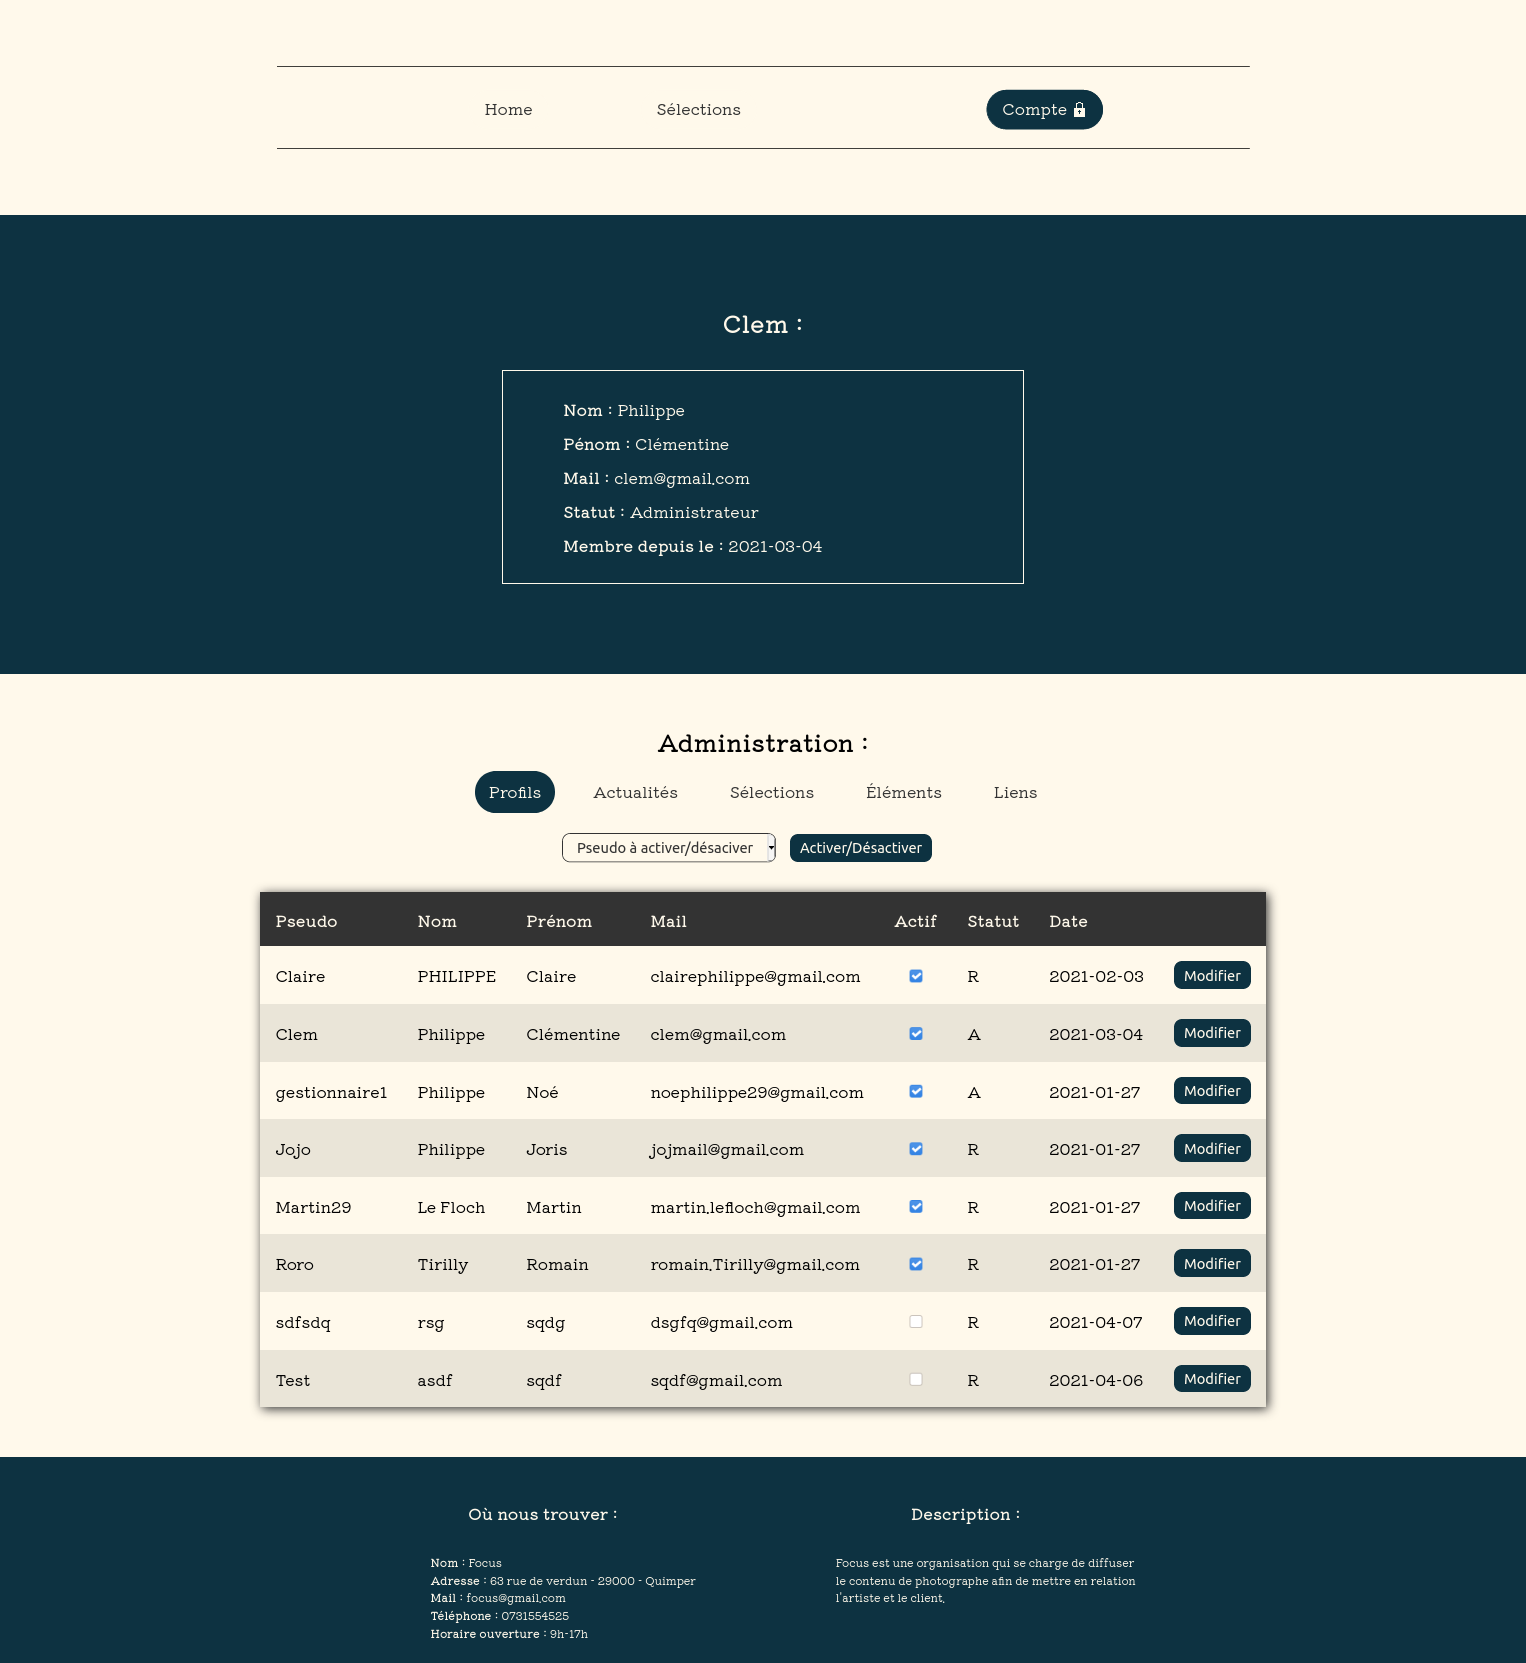 Home Sélections Compte
Clem :
Nom : Philippe
Pénom : Clémentine
Mail : clem@gmail.com
Statut : Administrateur
Membre depuis le : 2021-03-04
Administration :
Profils Actualités Sélections Éléments Liens
Pseudo à activer/désaciver Activer/Désactiver
Pseudo Nom Prénom Mail Actif Statut Date
Claire PHILIPPE Claire clairephilippe@gmail.com R 2021-02-03 Modifier
Clem Philippe Clémentine clem@gmail.com A 2021-03-04 Modifier
gestionnaire1 Philippe Noé noephilippe29@gmail.com A 2021-01-27 Modifier
Jojo Philippe Joris jojmail@gmail.com R 2021-01-27 Modifier
Martin29 Le Floch Martin martin.lefloch@gmail.com R 2021-01-27 Modifier
Roro Tirilly Romain romain.Tirilly@gmail.com R 2021-01-27 Modifier
sdfsdq rsg sqdg dsgfq@gmail.com R 2021-04-07 Modifier
Test asdf sqdf sqdf@gmail.com R 2021-04-06 Modifier
Où nous trouver :
Nom : Focus
Adresse : 63 rue de verdun - 29000 - Quimper
Mail : focus@gmail.com
Téléphone : 0731554525
Horaire ouverture : 9h-17h
Description :
Focus est une organisation qui se charge de diffuser
le contenu de photographe afin de mettre en relation
l'artiste et le client.